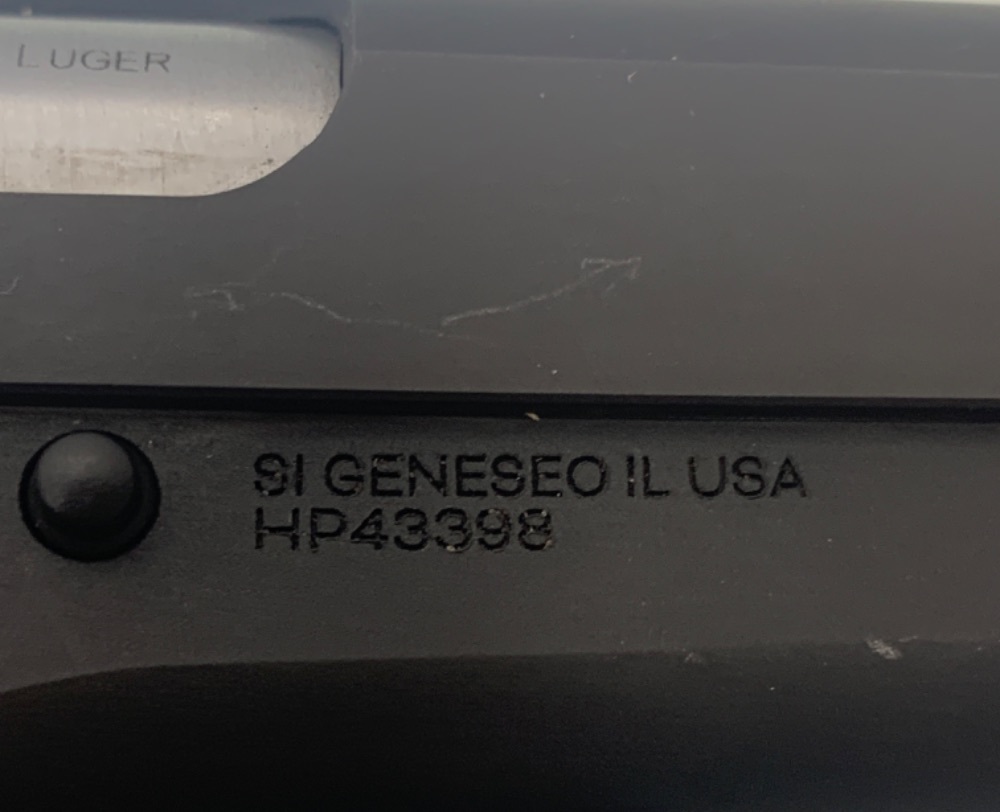 LUGER
SI GENESEO IL USA
HP43398